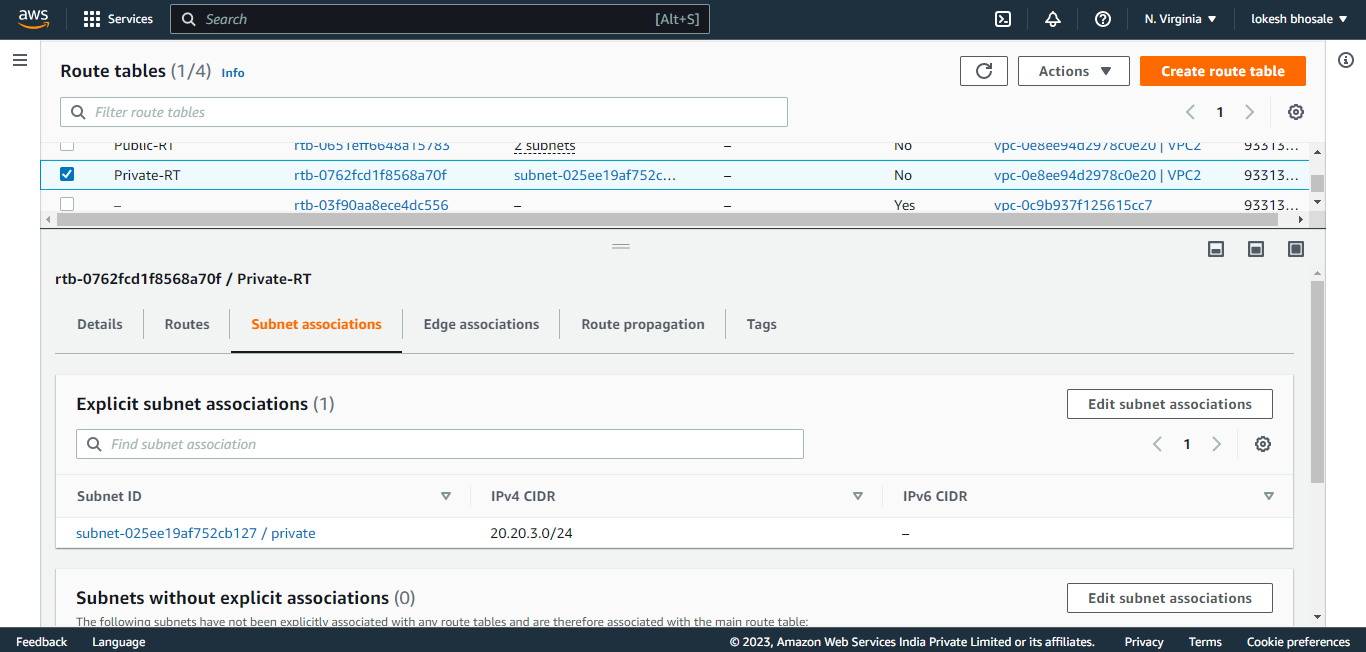 aws Services Search [Alt+S] N. Virginia lokesh bhosale
Route tables (1/4) Info Actions Create route table
Filter route tables 1
Public-RT rtb-0651eff6648a15783 2 subnets – No vpc-0e8ee94d2978c0e20 | VPC2 93313...
Private-RT rtb-0762fcd1f8568a70f subnet-025ee19af752c... – No vpc-0e8ee94d2978c0e20 | VPC2 93313...
– rtb-03f90aa8ece4dc556 – – Yes vpc-0c9b937f125615cc7 93313...
rtb-0762fcd1f8568a70f / Private-RT
Details Routes Subnet associations Edge associations Route propagation Tags
Explicit subnet associations (1) Edit subnet associations
Find subnet association 1
Subnet ID IPv4 CIDR IPv6 CIDR
subnet-025ee19af752cb127 / private 20.20.3.0/24 –
Subnets without explicit associations (0) Edit subnet associations
The following subnets have not been explicitly associated with any route tables and are therefore associated with the main route table:
Feedback Language © 2023, Amazon Web Services India Private Limited or its affiliates. Privacy Terms Cookie preferences